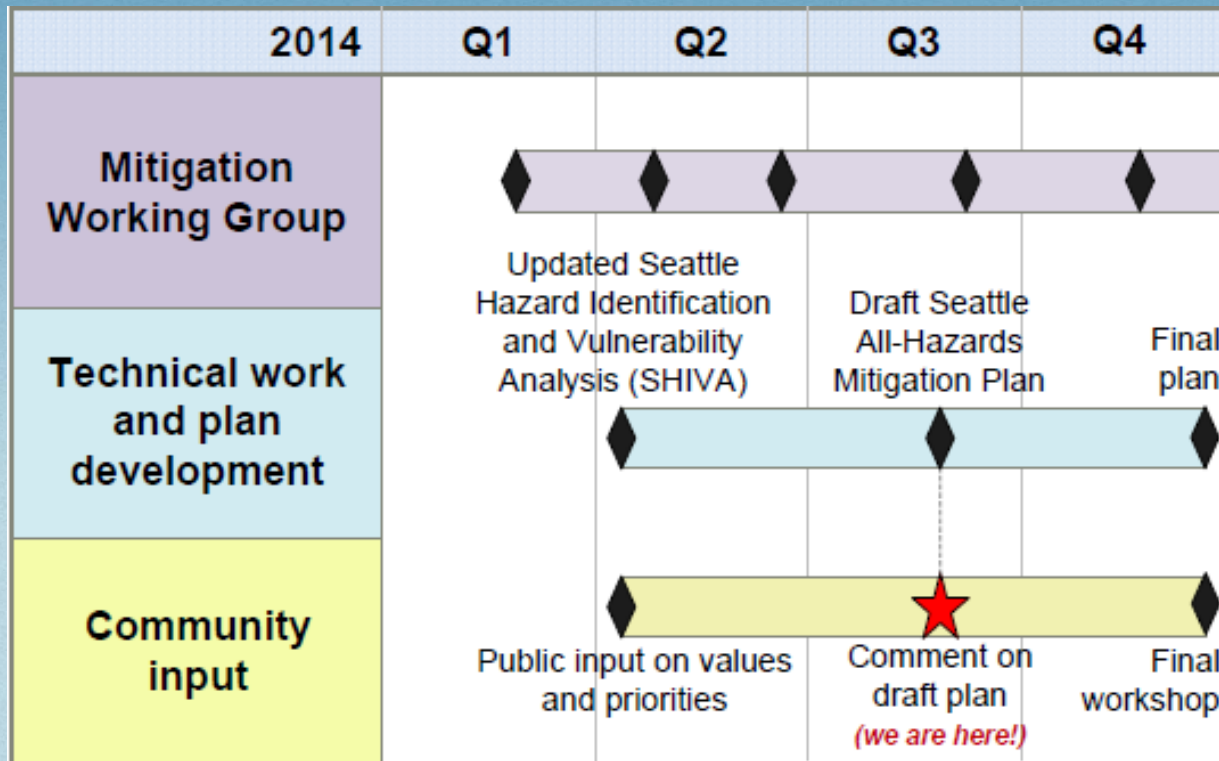 2014 Q1 Q2 Q3 Q4
Mitigation
Working Group
Updated Seattle
Hazard Identification
and Vulnerability
Analysis (SHIVA)
Draft Seattle
All-Hazards
Mitigation Plan
Final
plan
Technical work
and plan
development
Community
input
Public input on values
and priorities
Comment on
draft plan
(we are here!)
Final
workshop